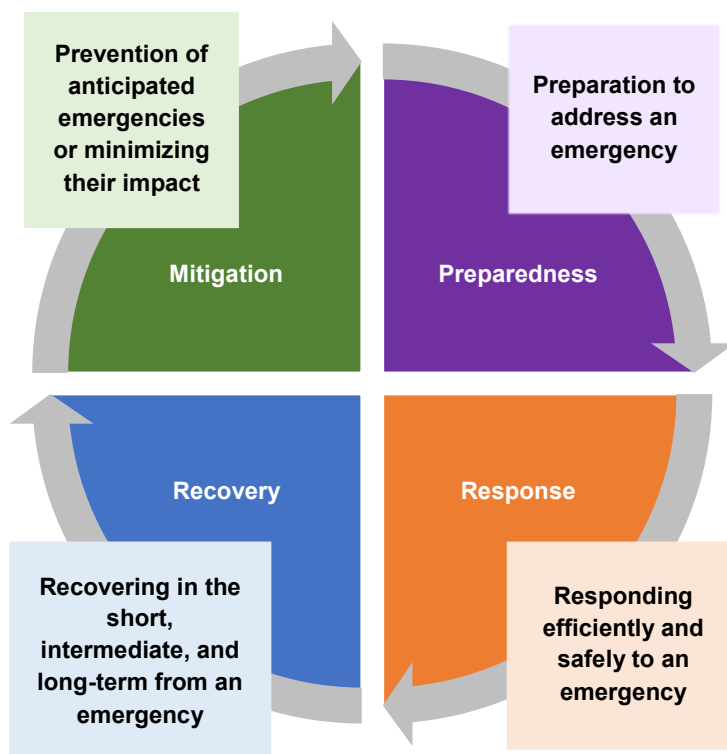 Prevention of
anticipated
emergencies
or minimizing
their impact
Mitigation
Preparation to
address an
emergency
Preparedness
Recovery
Recovering in the
short,
intermediate, and
long-term from an
emergency
Response
Responding
efficiently and
safely to an
emergency